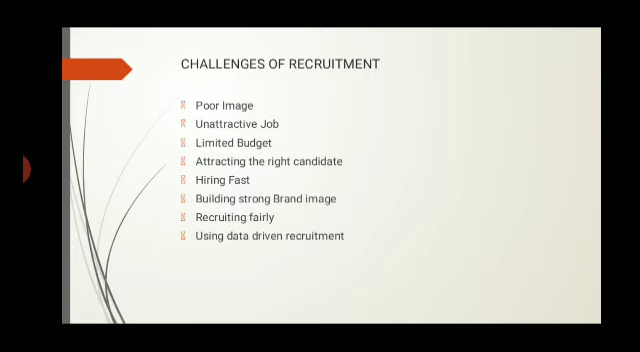 CHALLENGES OF RECRUITMENT
Poor Image
Unattractive Job
Limited Budget
Attracting the right candidate
Hiring Fast
Building strong Brand image
Recruiting fairly
Using data driven recruitment